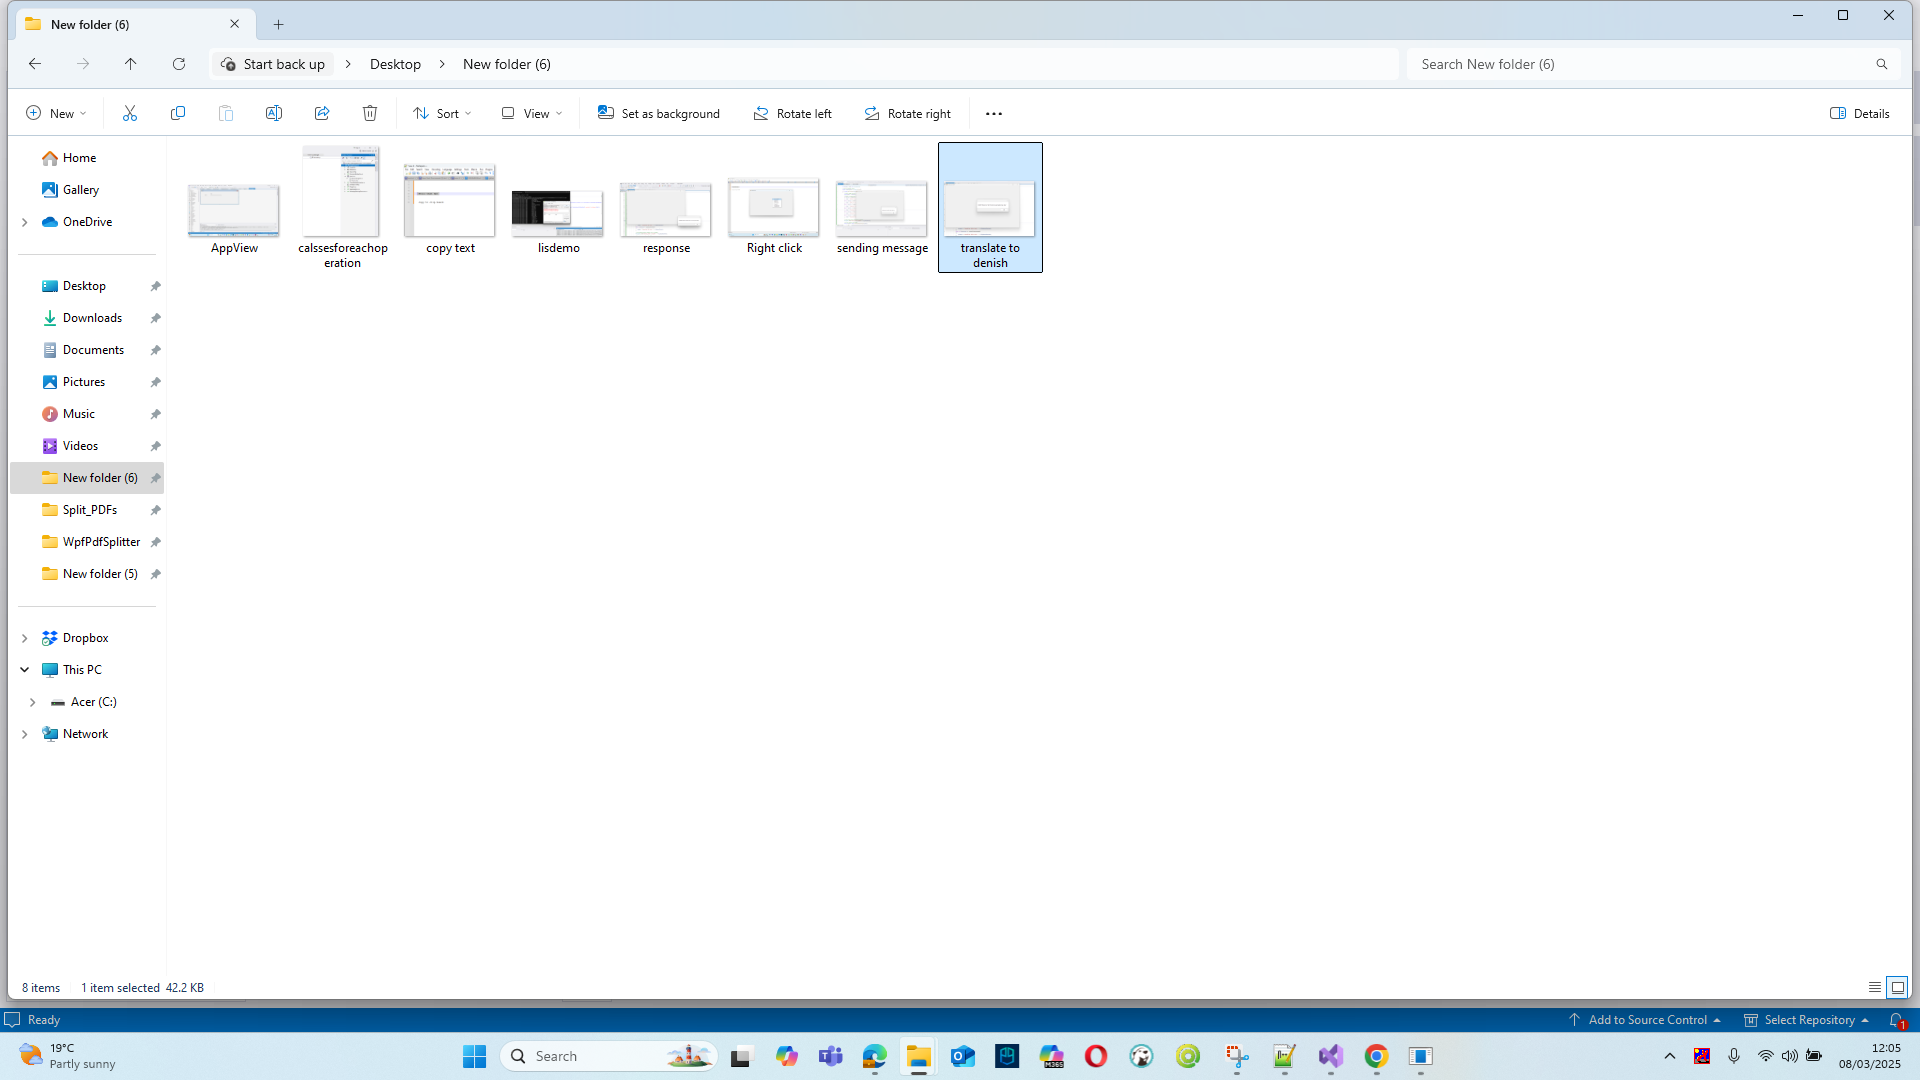 New folder (6)
Start back up
Desktop
New folder (6)
Search New folder (6)
New
Sort
View
Set as background
Rotate left
Rotate right
Details
Home
Gallery
OneDrive
Desktop
Downloads
Documents
Pictures
Music
Videos
New folder (6)
Split_PDFs
WpfPdfSplitter
New folder (5)
Dropbox
This PC
Acer (C:)
Network
AppView
calssesforeachop
eration
copy text
lisdemo
response
Right click
sending message
translate to
denish
8 items
1 item selected 42.2 KB
Ready
Add to Source Control
Select Repository
1
19°C
Partly sunny
Search
M365
12:05
08/03/2025